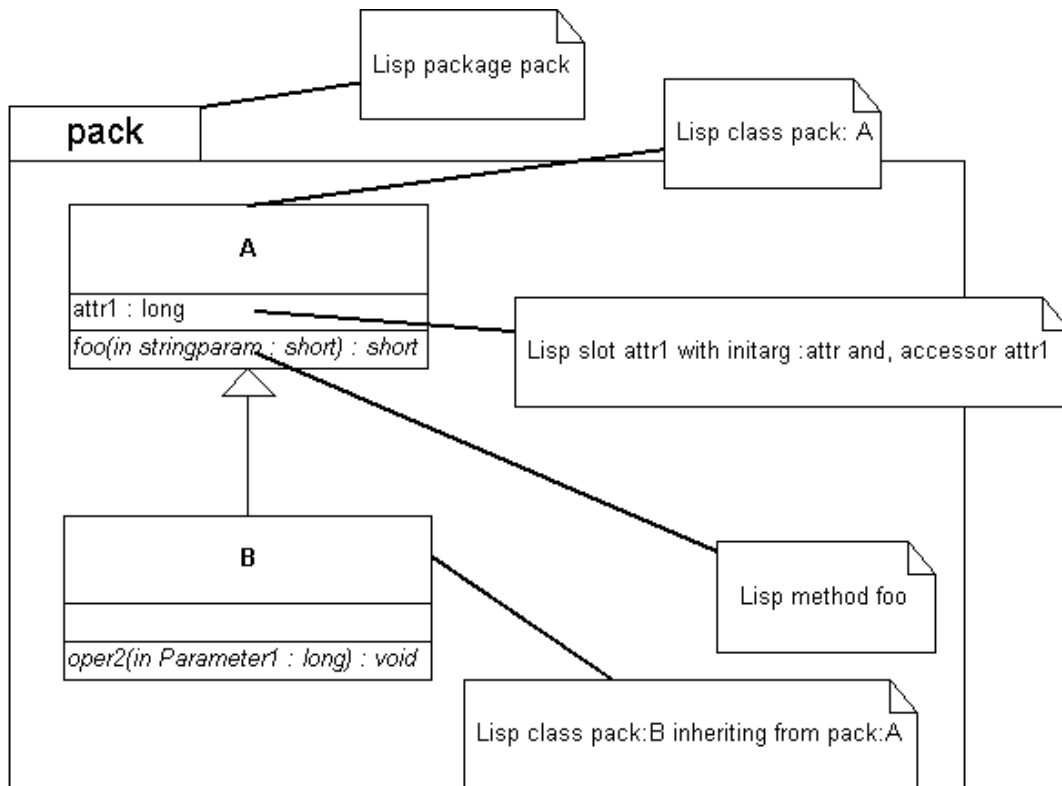 Lisp package pack
pack
Lisp class pack: A
A
attr1 : long
foo(in stringparam : short) : short
Lisp slot attr1 with initarg :attr and, accessor attr1
B
oper2(in Parameter1 : long) : void
Lisp method foo
Lisp class pack:B inheriting from pack:A